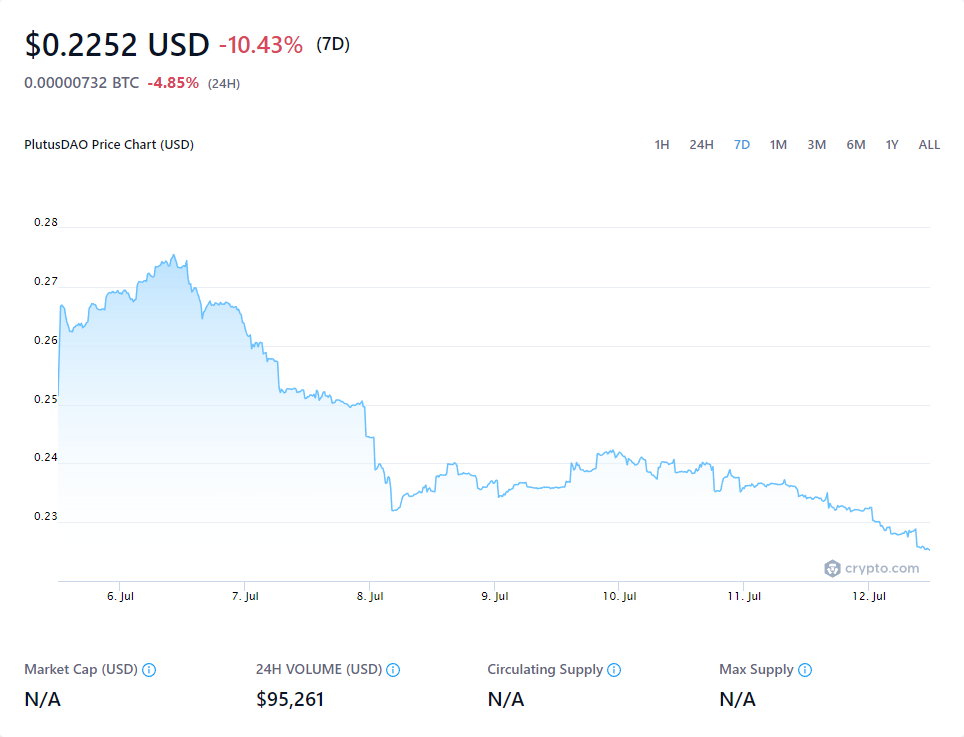 $0.2252 USD -10.43% (7D)
0.00000732 BTC -4.85% (24H)
PlutusDAO Price Chart (USD)
1H 24H 7D 1M 3M 6M 1Y ALL
0.28
0.27
0.26
0.25
0.24
0.23
crypto.com
6. Jul 7. Jul 8. Jul 9. Jul 10. Jul 11. Jul 12. Jul
Market Cap (USD) 24H VOLUME (USD) Circulating Supply Max Supply
N/A $95,261 N/A N/A